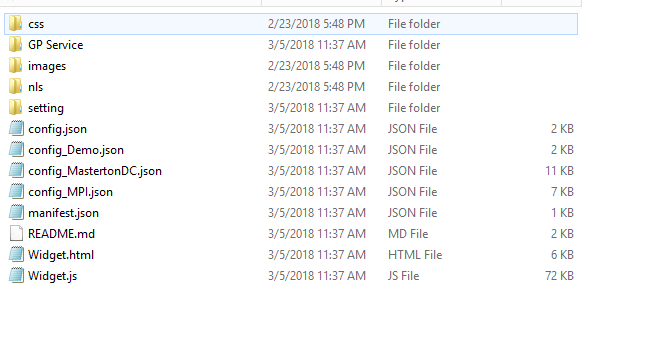 css 2/23/2018 5:48 PM File folder
GP Service 3/5/2018 11:37 AM File folder
images 2/23/2018 5:48 PM File folder
nls 2/23/2018 5:48 PM File folder
setting 3/5/2018 11:37 AM File folder
config.json 3/5/2018 11:37 AM JSON File 2 KB
config_Demo.json 3/5/2018 11:37 AM JSON File 2 KB
config_MastertonDC.json 3/5/2018 11:37 AM JSON File 11 KB
config_MPI.json 3/5/2018 11:37 AM JSON File 7 KB
manifest.json 3/5/2018 11:37 AM JSON File 1 KB
README.md 3/5/2018 11:37 AM MD File 2 KB
Widget.html 3/5/2018 11:37 AM HTML File 6 KB
Widget.js 3/5/2018 11:37 AM JS File 72 KB